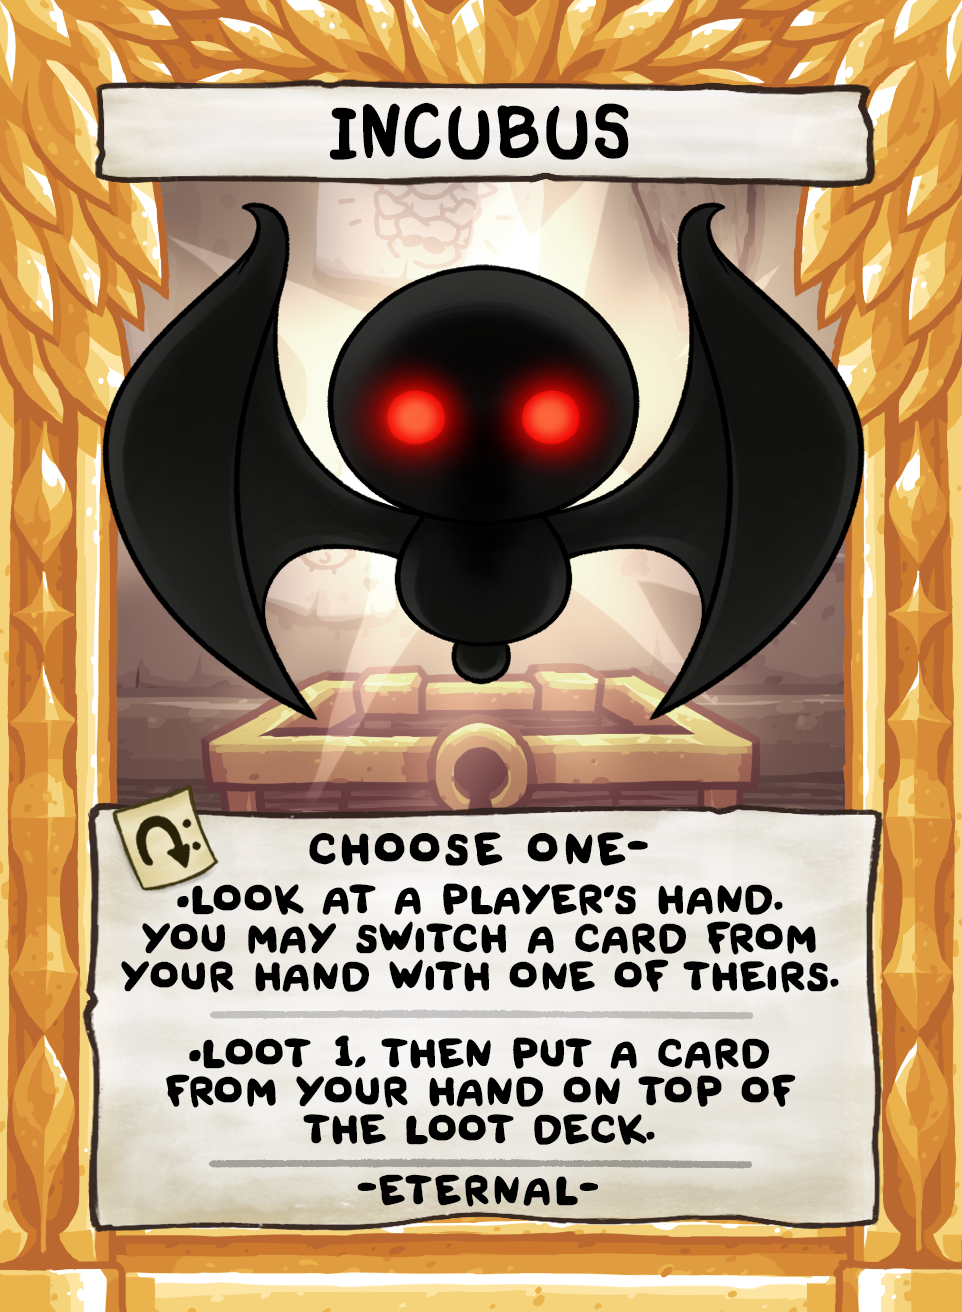 INCUBUS
CHOOSE ONE-
•LOOK AT A PLAYER'S HAND.
YOU MAY SWITCH A CARD FROM
YOUR HAND WITH ONE OF THEIRS.
•LOOT 1, THEN PUT A CARD
FROM YOUR HAND ON TOP OF
THE LOOT DECK.
-ETERNAL-